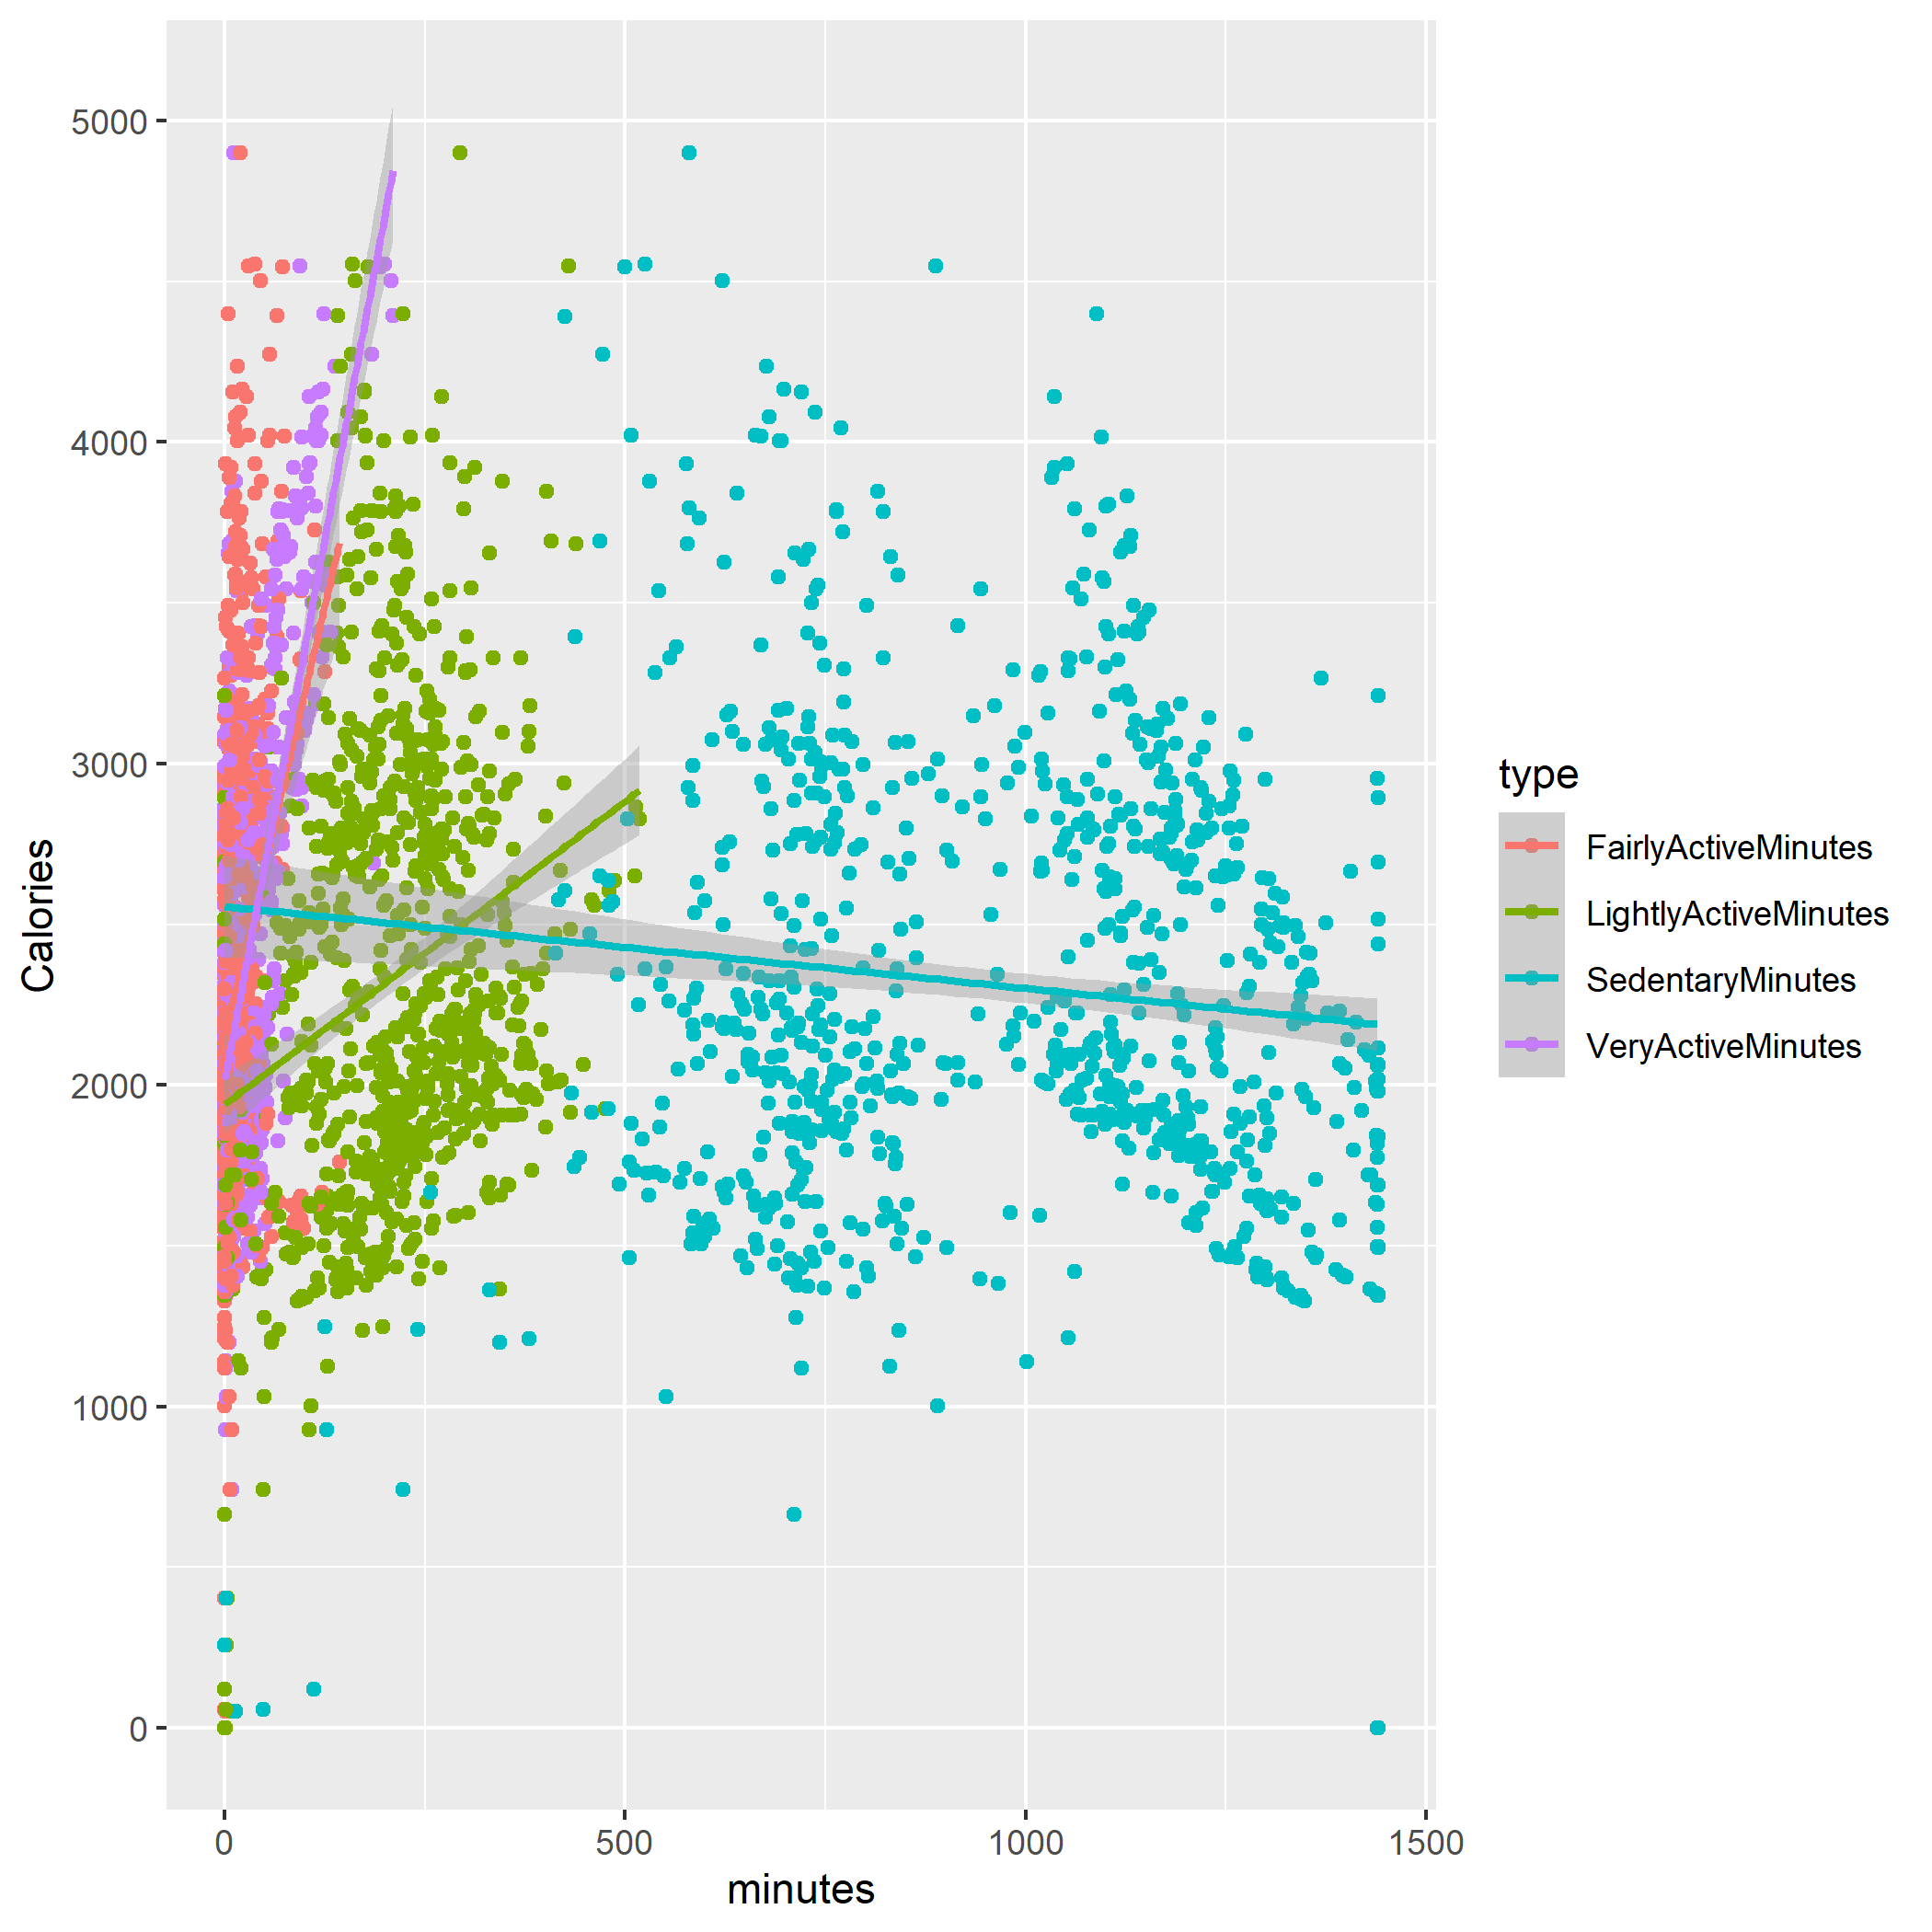 5000
4000
3000
2000
1000
0
Calories
0 500 1000 1500
minutes
type
FairlyActiveMinutes
LightlyActiveMinutes
SedentaryMinutes
VeryActiveMinutes